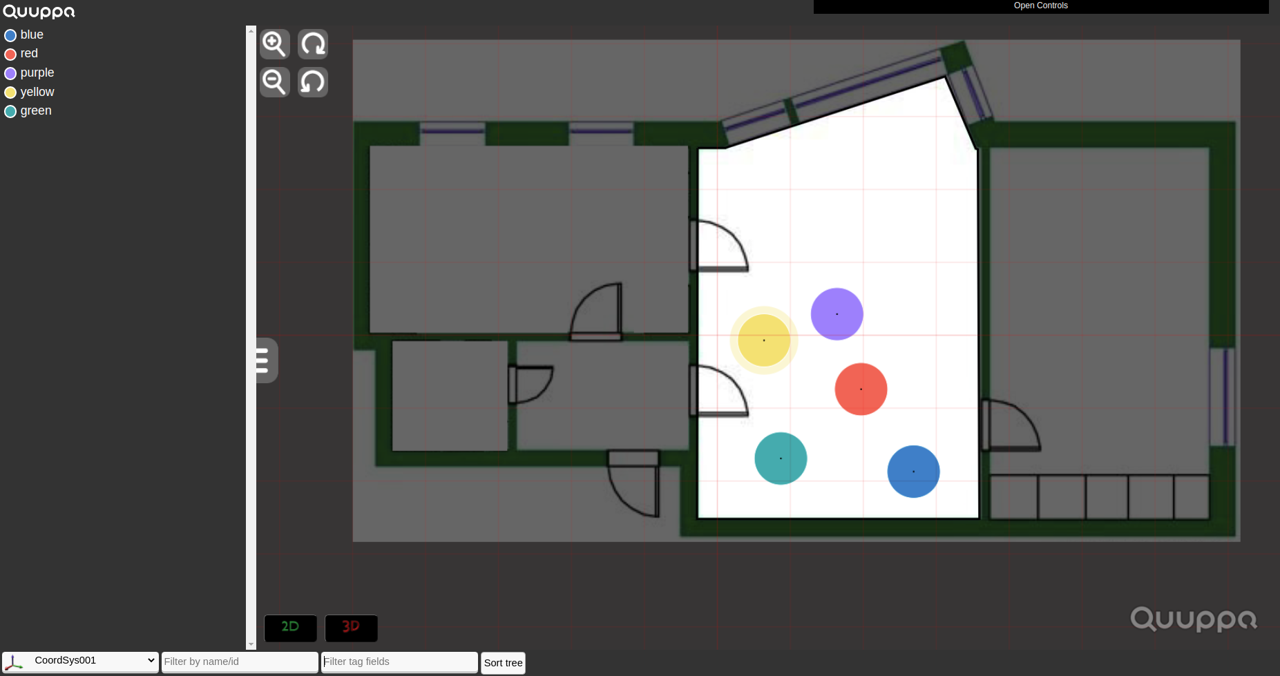 Quuppa
Open Controls
blue
red
purple
yellow
green
2D
3D
Quuppa
CoordSys001
Filter by name/id
Filter tag fields
Sort tree